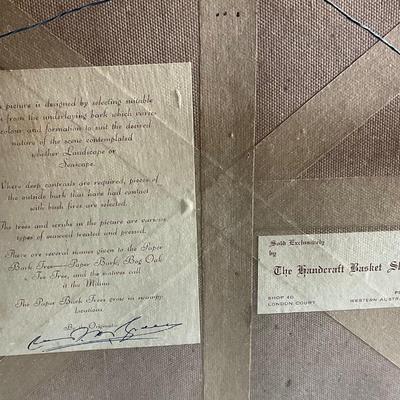 picture is designed by selecting suitable
from the underlaying bark which varies
colour and formation to suit the desired
nature of the scene contemplated
whether Landscape or
Seascape.
Where deep contrasts are required, pieces of
the outside bark that have had contact
with bush fires are selected.
The trees and scrubs in the picture are various
types of seaweed treated and pressed.
There are several names given to the Paper
Bark Tree—Paper Bark, Bog Oak
Tea Tree, and the natives call
it the Milina
The Paper Bark Trees grow in swampy
locations.
By the Originator
Sold Exclusively
by
The Handcraft Basket
SHOP 40
LONDON COURT
WESTERN